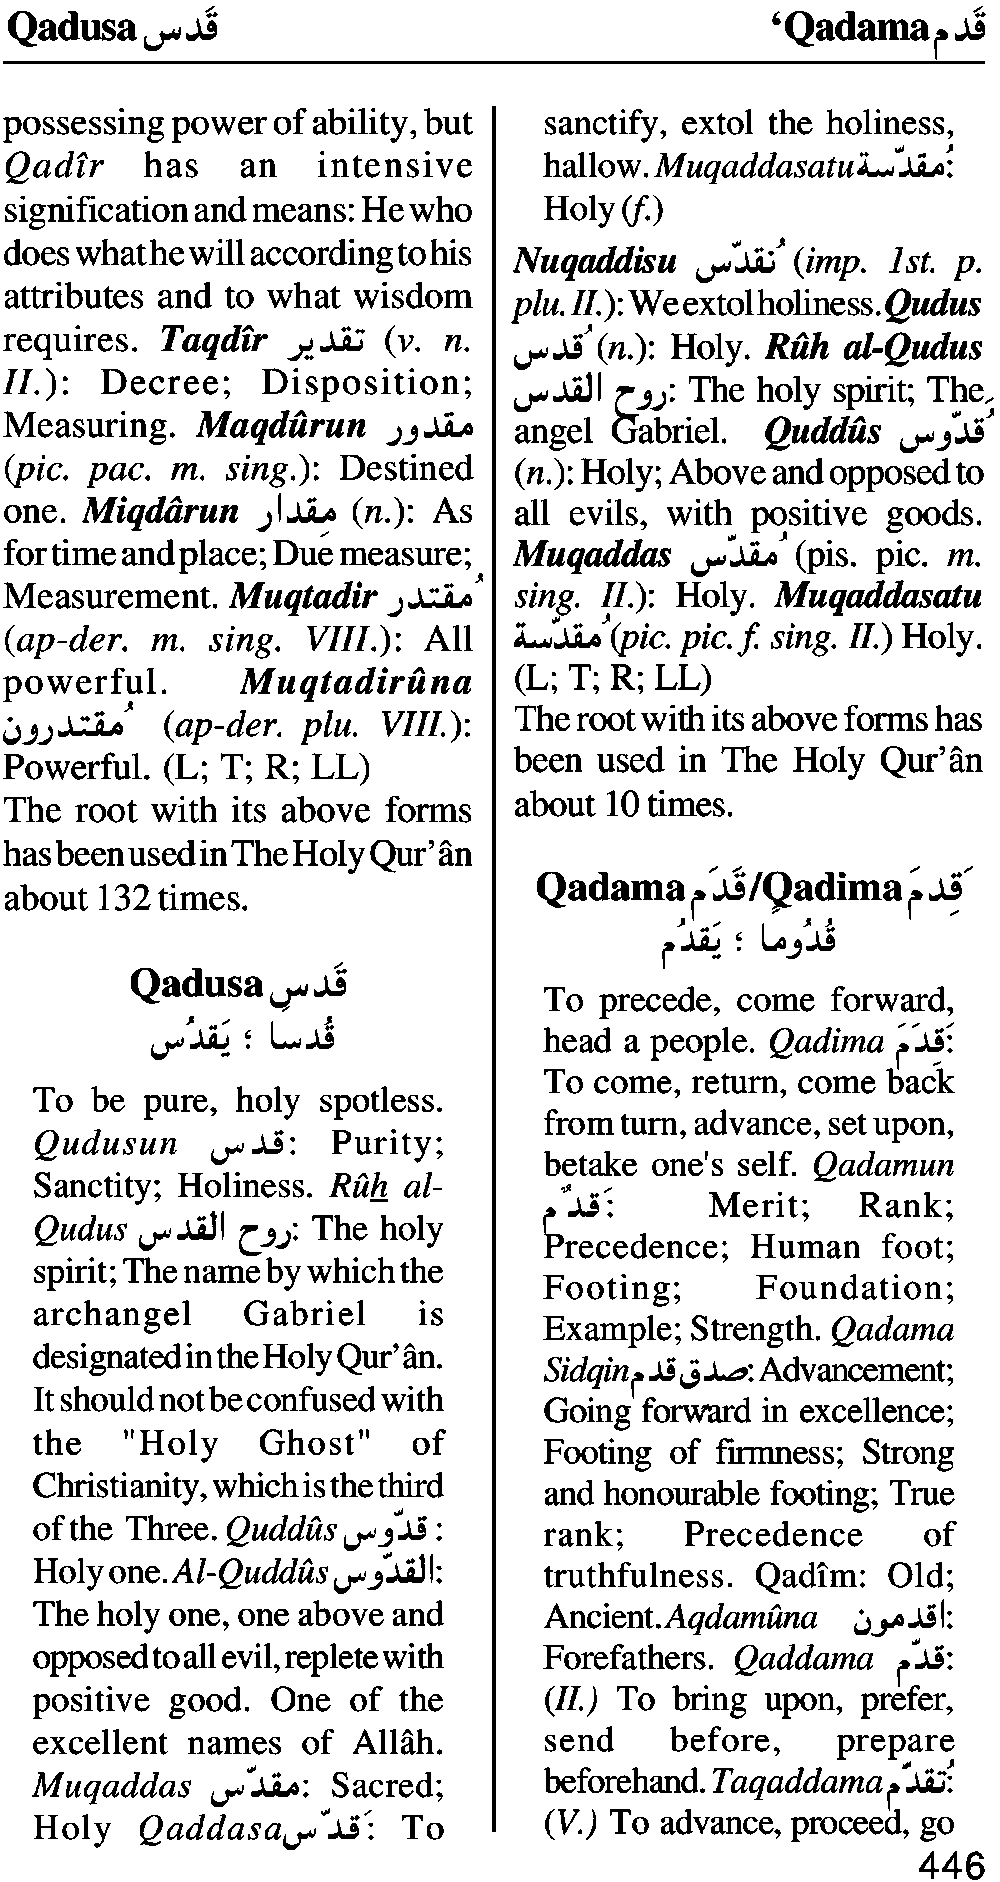 Qadusa قَدس
‘Qadama قَدم
possessing power of ability, but
Qadîr has an intensive
signification and means: He who
does what he will according to his
attributes and to what wisdom
requires. Taqdîr تقدير (v. n.
II.): Decree; Disposition;
Measuring. Maqdûrun مقدور
(pic. pac. m. sing.): Destined
one. Miqdârun مِقدار (n.): As
for time and place; Due measure;
Measurement. Muqtadir مُقتدر
(ap-der. m. sing. VIII.): All
powerful. Muqtadirûna
مُقتدرون (ap-der. plu. VIII.):
Powerful. (L; T; R; LL)
The root with its above forms
has been used in The Holy Qur’ân
about 132 times.
Qadusa قَدسِ
قُدسا ؛ يَقدُس
To be pure, holy spotless.
Qudusun قدس: Purity;
Sanctity; Holiness. Rûh al-
Qudus روح القدس: The holy
spirit; The name by which the
archangel Gabriel is
designated in the Holy Qur’ân.
It should not be confused with
the "Holy Ghost" of
Christianity, which is the third
of the Three. Quddûs قدّوس :
Holy one. Al-Quddûs القدّوس:
The holy one, one above and
opposed to all evil, replete with
positive good. One of the
excellent names of Allâh.
Muqaddas مقدّس: Sacred;
Holy Qaddasa قَدّس: To
sanctify, extol the holiness,
hallow. Muqaddasatu مُقدّسة:
Holy (f.)
Nuqaddisu نُقدّس (imp. 1st. p.
plu. II.): We extol holiness. Qudus
قُدس (n.): Holy. Rûh al-Qudus
روح القدس: The holy spirit; The
angel Gabriel. Quddûs قُدّوس
(n.): Holy; Above and opposed to
all evils, with positive goods.
Muqaddas مُقدّس (pis. pic. m.
sing. II.): Holy. Muqaddasatu
مُقدّسة (pic. pic. f. sing. II.) Holy.
(L; T; R; LL)
The root with its above forms has
been used in The Holy Qur’ân
about 10 times.
Qadama قَدَم/Qadima قَدِمَ
قُدُوماً ؛ يَقدُم
To precede, come forward,
head a people. Qadima قَدَِم:
To come, return, come back
from turn, advance, set upon,
betake one's self. Qadamun
قَدمٌ: Merit; Rank;
Precedence; Human foot;
Footing; Foundation;
Example; Strength. Qadama
Sidqin صدق قدم: Advancement;
Going forward in excellence;
Footing of firmness; Strong
and honourable footing; True
rank; Precedence of
truthfulness. Qadîm: Old;
Ancient. Aqdamûna اقدمون:
Forefathers. Qaddama قدّم:
(II.) To bring upon, prefer,
send before, prepare
beforehand. Taqaddama تُقدّم:
(V.) To advance, proceed, go
446